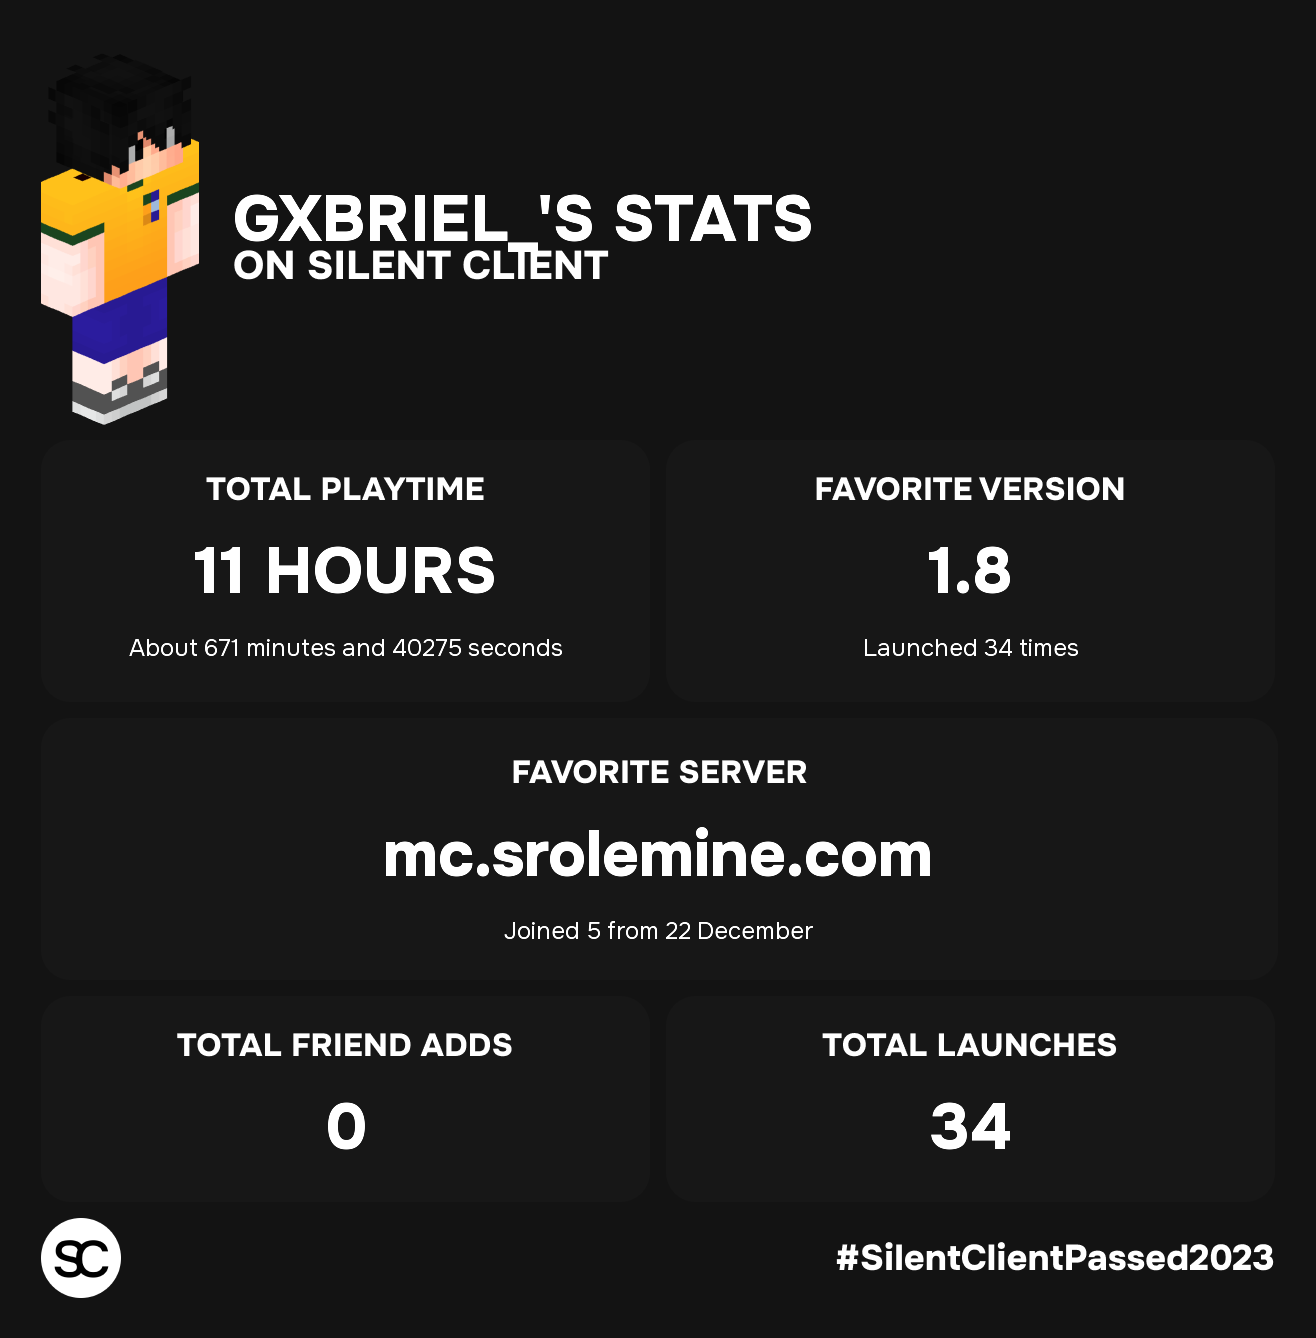 GXBRIEL_'S STATS
ON SILENT CLIENT
TOTAL PLAYTIME
11 HOURS
About 671 minutes and 40275 seconds
FAVORITE VERSION
1.8
Launched 34 times
FAVORITE SERVER
mc.srolemine.com
Joined 5 from 22 December
TOTAL FRIEND ADDS
0
TOTAL LAUNCHES
34
SC
#SilentClientPassed2023